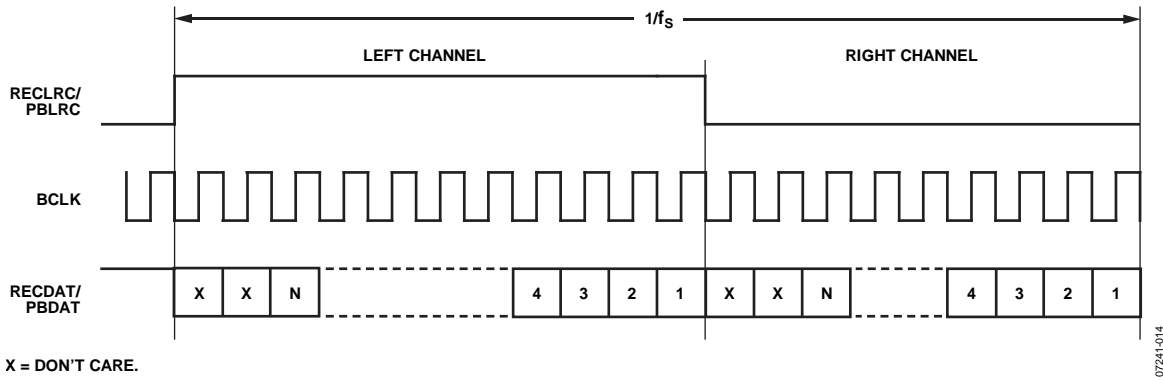 1/fS
LEFT CHANNEL
RIGHT CHANNEL
RECLRC/
PBLRC
BCLK
RECDAT/
PBDAT
X X N 4 3 2 1 X X N 4 3 2 1
X = DON'T CARE.
07241-014